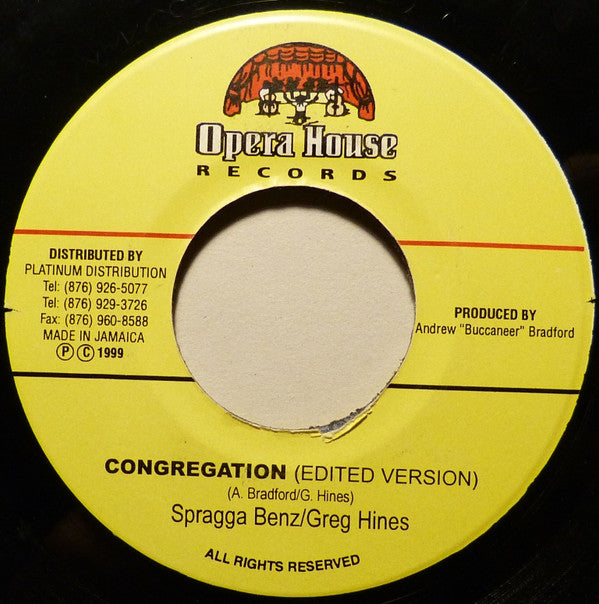 Opera House
RECORDS
DISTRIBUTED BY
PLATINUM DISTRIBUTION
Tel: (876) 926-5077
Tel: (876) 929-3726
Fax: (876) 960-8588
MADE IN JAMAICA
Ⓟ Ⓒ 1999
PRODUCED BY
Andrew "Buccaneer" Bradford
CONGREGATION (EDITED VERSION)
(A. Bradford/G. Hines)
Spragga Benz/Greg Hines
ALL RIGHTS RESERVED